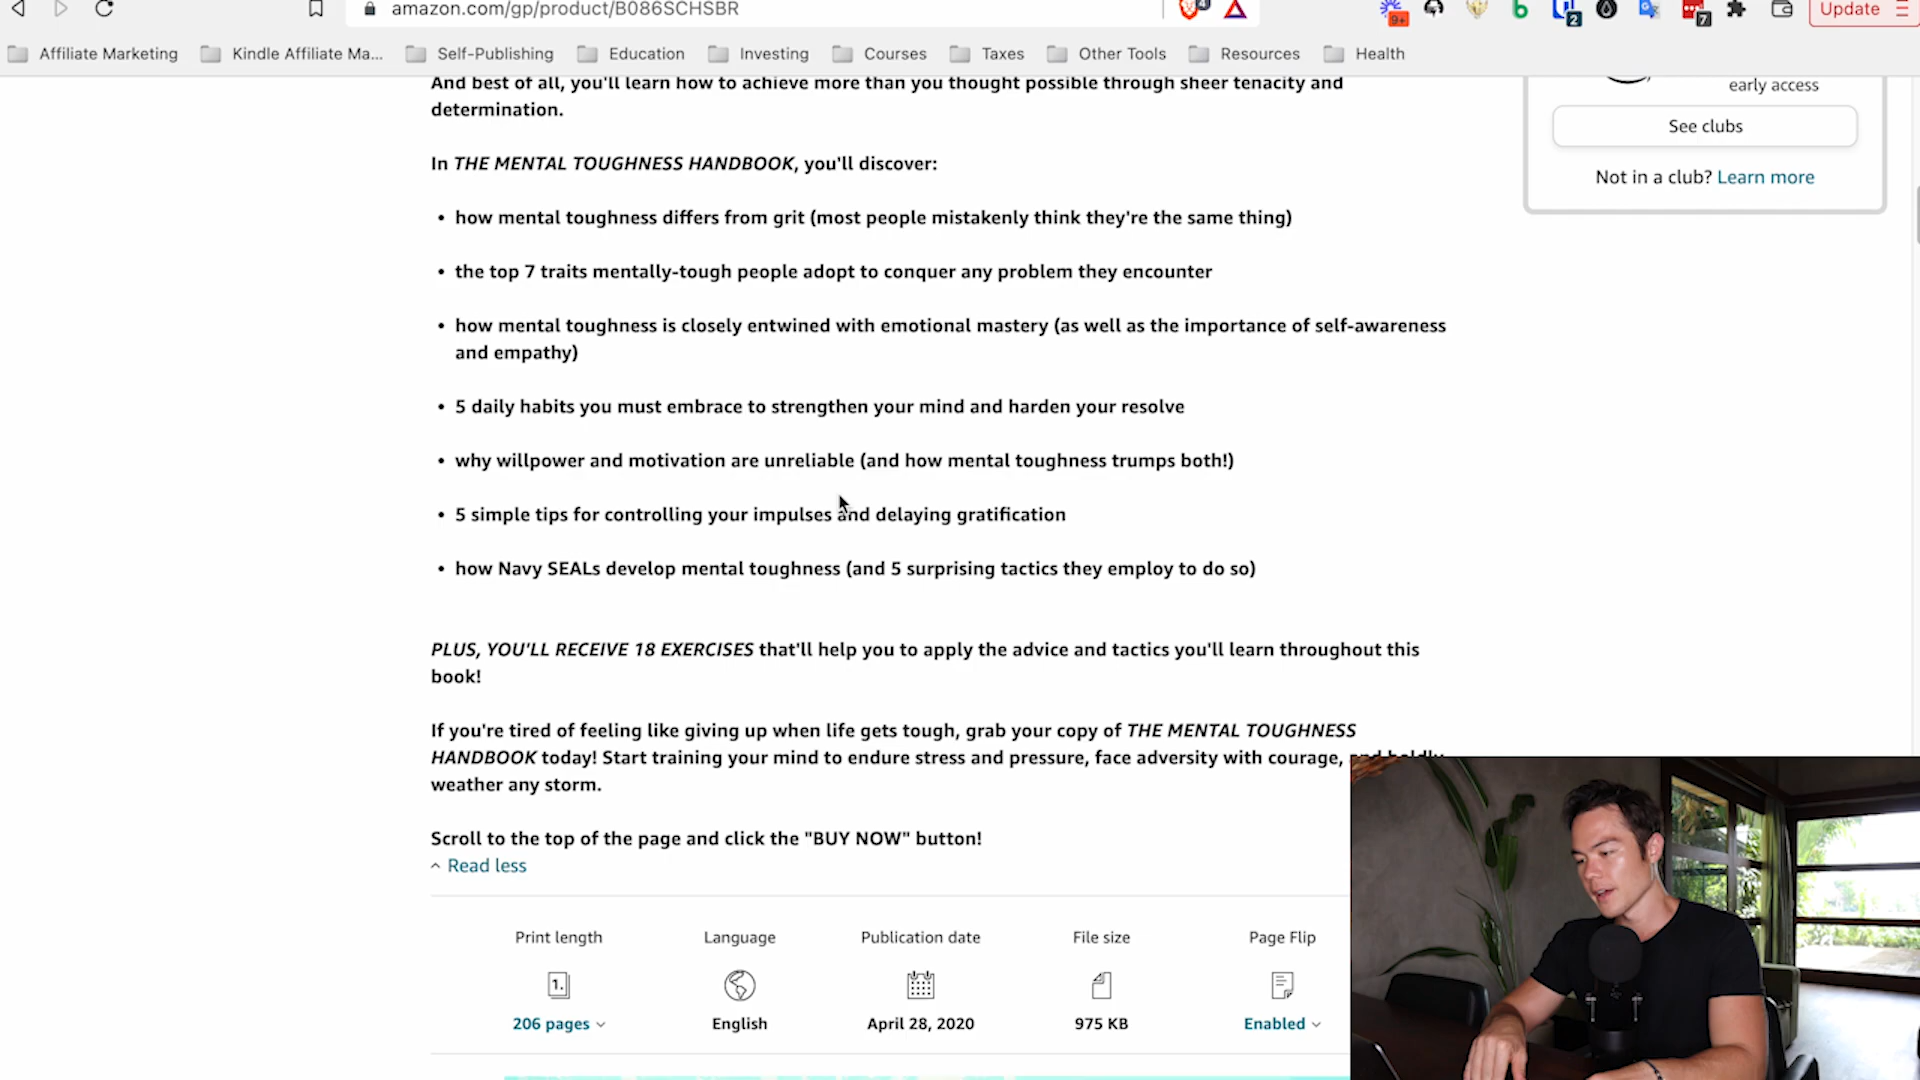 amazon.com/gp/product/B086SCHSBR
4
9+
2
7
Update
Affiliate Marketing
Kindle Affiliate Ma...
Self-Publishing
Education
Investing
Courses
Taxes
Other Tools
Resources
Health
And best of all, you'll learn how to achieve more than you thought possible through sheer tenacity and
determination.
In THE MENTAL TOUGHNESS HANDBOOK, you'll discover:
• how mental toughness differs from grit (most people mistakenly think they're the same thing)
• the top 7 traits mentally-tough people adopt to conquer any problem they encounter
• how mental toughness is closely entwined with emotional mastery (as well as the importance of self-awareness
and empathy)
• 5 daily habits you must embrace to strengthen your mind and harden your resolve
• why willpower and motivation are unreliable (and how mental toughness trumps both!)
• 5 simple tips for controlling your impulses and delaying gratification
• how Navy SEALs develop mental toughness (and 5 surprising tactics they employ to do so)
PLUS, YOU'LL RECEIVE 18 EXERCISES that'll help you to apply the advice and tactics you'll learn throughout this
book!
If you're tired of feeling like giving up when life gets tough, grab your copy of THE MENTAL TOUGHNESS
HANDBOOK today! Start training your mind to endure stress and pressure, face adversity with courage, and boldly
weather any storm.
Scroll to the top of the page and click the "BUY NOW" button!
Read less
Print length
Language
Publication date
File size
Page Flip
1.
206 pages
English
April 28, 2020
975 KB
Enabled
early access
See clubs
Not in a club? Learn more